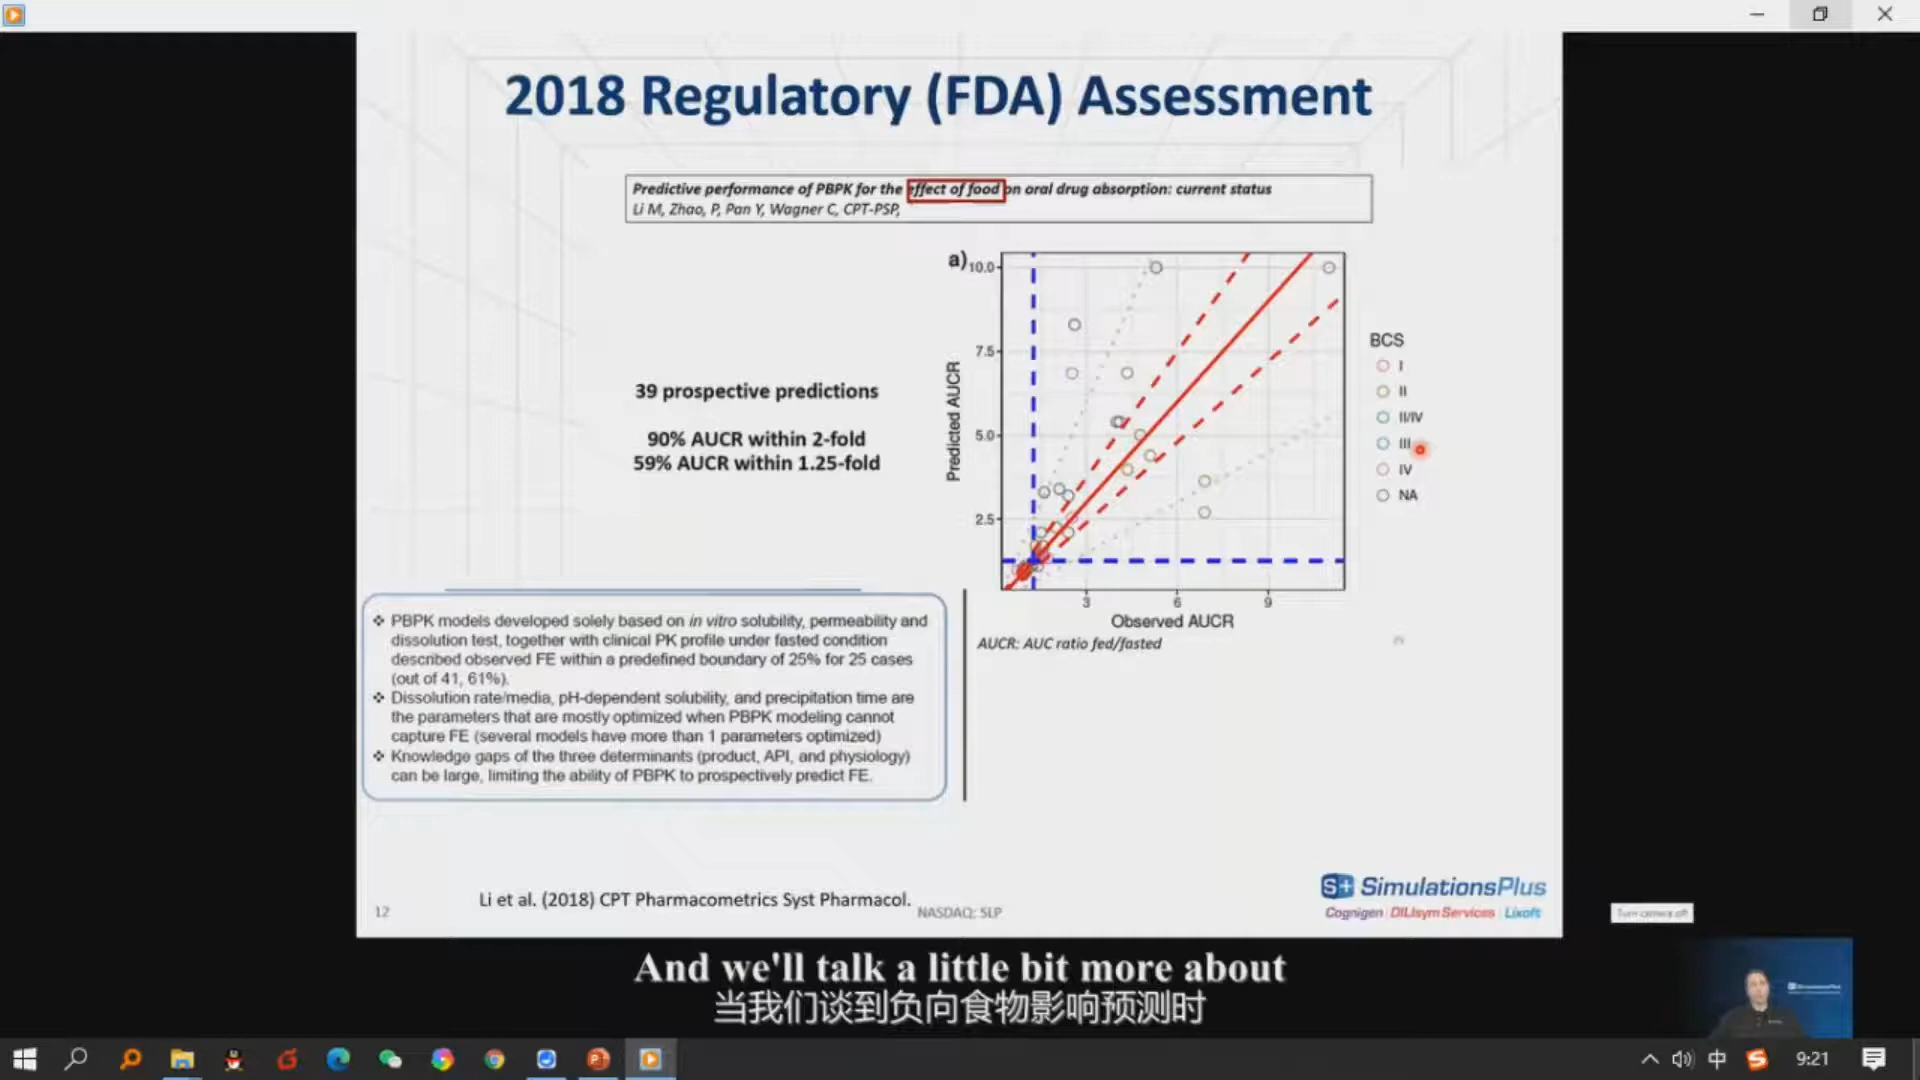 2018 Regulatory (FDA) Assessment
Predictive performance of PBPK for the effect of food on oral drug absorption: current status
Li M, Zhao, P, Pan Y, Wagner C, CPT-PSP,
39 prospective predictions
90% AUCR within 2-fold
59% AUCR within 1.25-fold
a)
10.0
7.5
5.0
2.5
Predicted AUCR
3 6 9
Observed AUCR
BCS
I
II
II/IV
III
IV
NA
AUCR: AUC ratio fed/fasted
❖ PBPK models developed solely based on in vitro solubility, permeability and
dissolution test, together with clinical PK profile under fasted condition
described observed FE within a predefined boundary of 25% for 25 cases
(out of 41, 61%).
❖ Dissolution rate/media, pH-dependent solubility, and precipitation time are
the parameters that are mostly optimized when PBPK modeling cannot
capture FE (several models have more than 1 parameters optimized)
❖ Knowledge gaps of the three determinants (product, API, and physiology)
can be large, limiting the ability of PBPK to prospectively predict FE.
12
Li et al. (2018) CPT Pharmacometrics Syst Pharmacol.
NASDAQ: SLP
S+ SimulationsPlus
Cognigen | DILIsym Services | Lixoft
Turn camera off
SimulationsPlus
And we'll talk a little bit more about
当我们谈到负向食物影响预测时
中
9:21